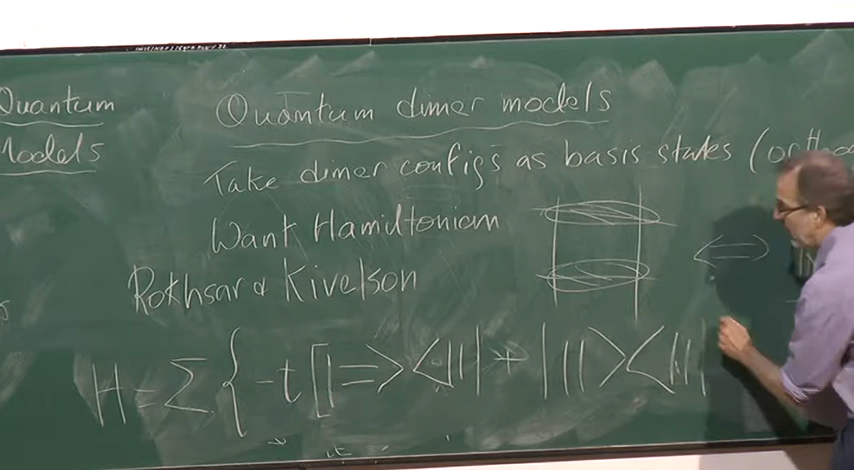 Quantum
Models
Quantum dimer models
Take dimer configs as basis states (ortho
Want Hamiltonian
Rokhsar & Kivelson
H = Σ { -t [|=><||| + |||><|||